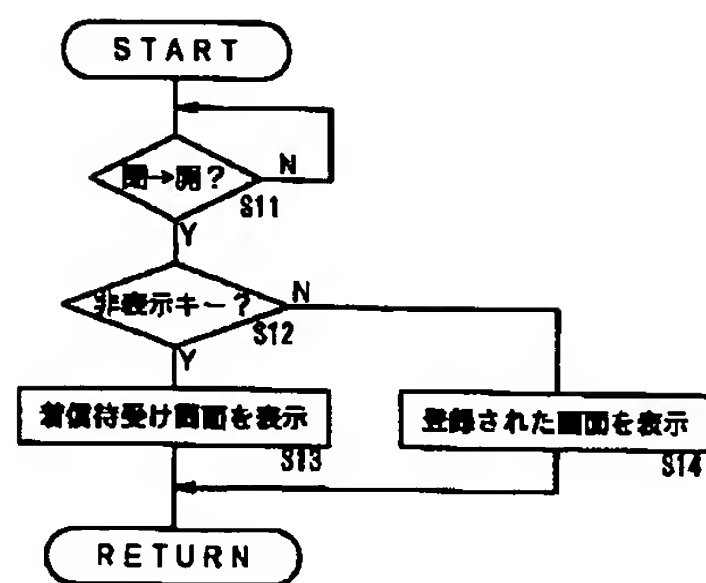 START
閉→開？
N
S11
Y
非表示キー？
N
S12
Y
着信待受け画面を表示
S13
登録された画面を表示
S14
RETURN